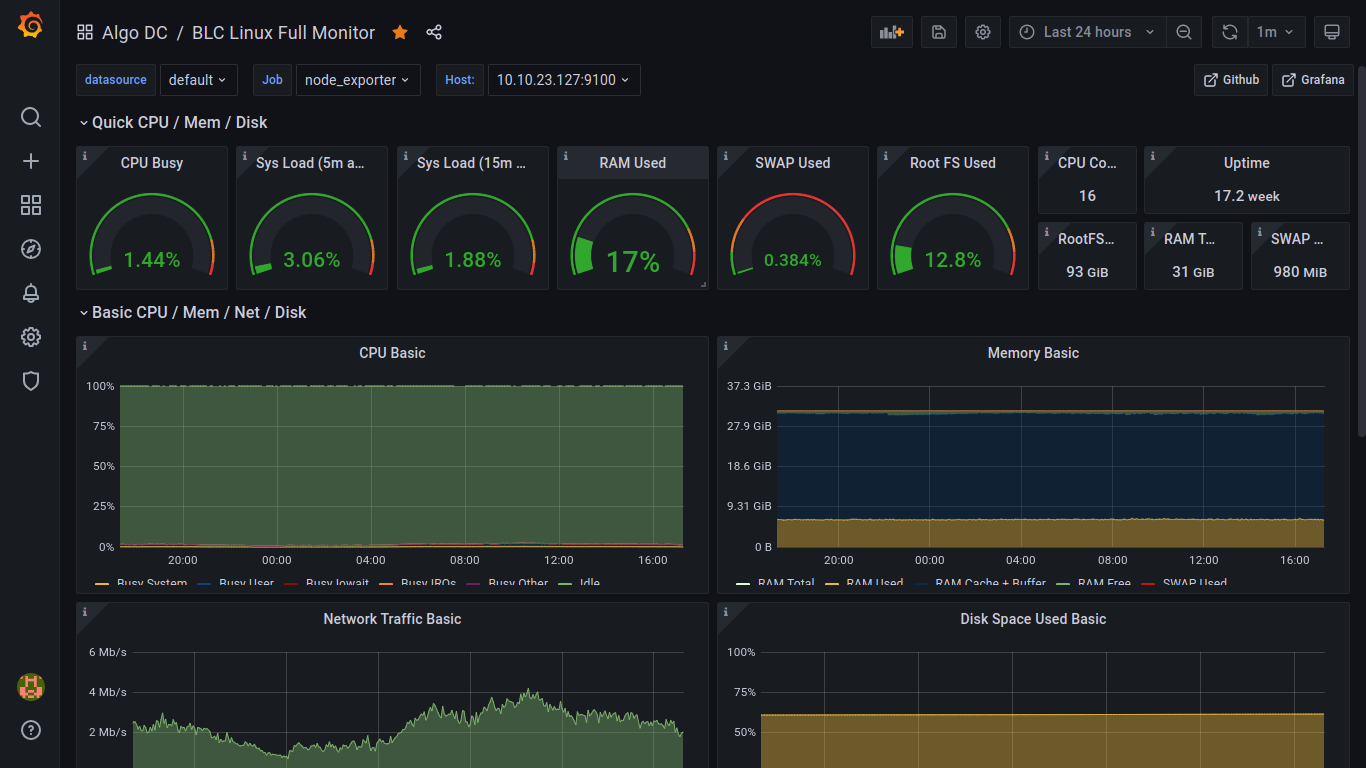 Algo DC / BLC Linux Full Monitor
Last 24 hours
1m
datasource default Job node_exporter Host: 10.10.23.127:9100 Github Grafana
Quick CPU / Mem / Disk
CPU Busy
1.44%
Sys Load (5m a...
3.06%
Sys Load (15m ...
1.88%
RAM Used
17%
SWAP Used
0.384%
Root FS Used
12.8%
CPU Co...
16
Uptime
17.2 week
RootFS...
93 GiB
RAM T...
31 GiB
SWAP ...
980 MiB
Basic CPU / Mem / Net / Disk
CPU Basic
100%
75%
50%
25%
0%
20:00 00:00 04:00 08:00 12:00 16:00
Busy System Busy User Busy Iowait Busy IRQs Busy Other Idle
Memory Basic
37.3 GiB
27.9 GiB
18.6 GiB
9.31 GiB
0 B
20:00 00:00 04:00 08:00 12:00 16:00
RAM Total RAM Used RAM Cache + Buffer RAM Free SWAP Used
Network Traffic Basic
6 Mb/s
4 Mb/s
2 Mb/s
Disk Space Used Basic
100%
75%
50%